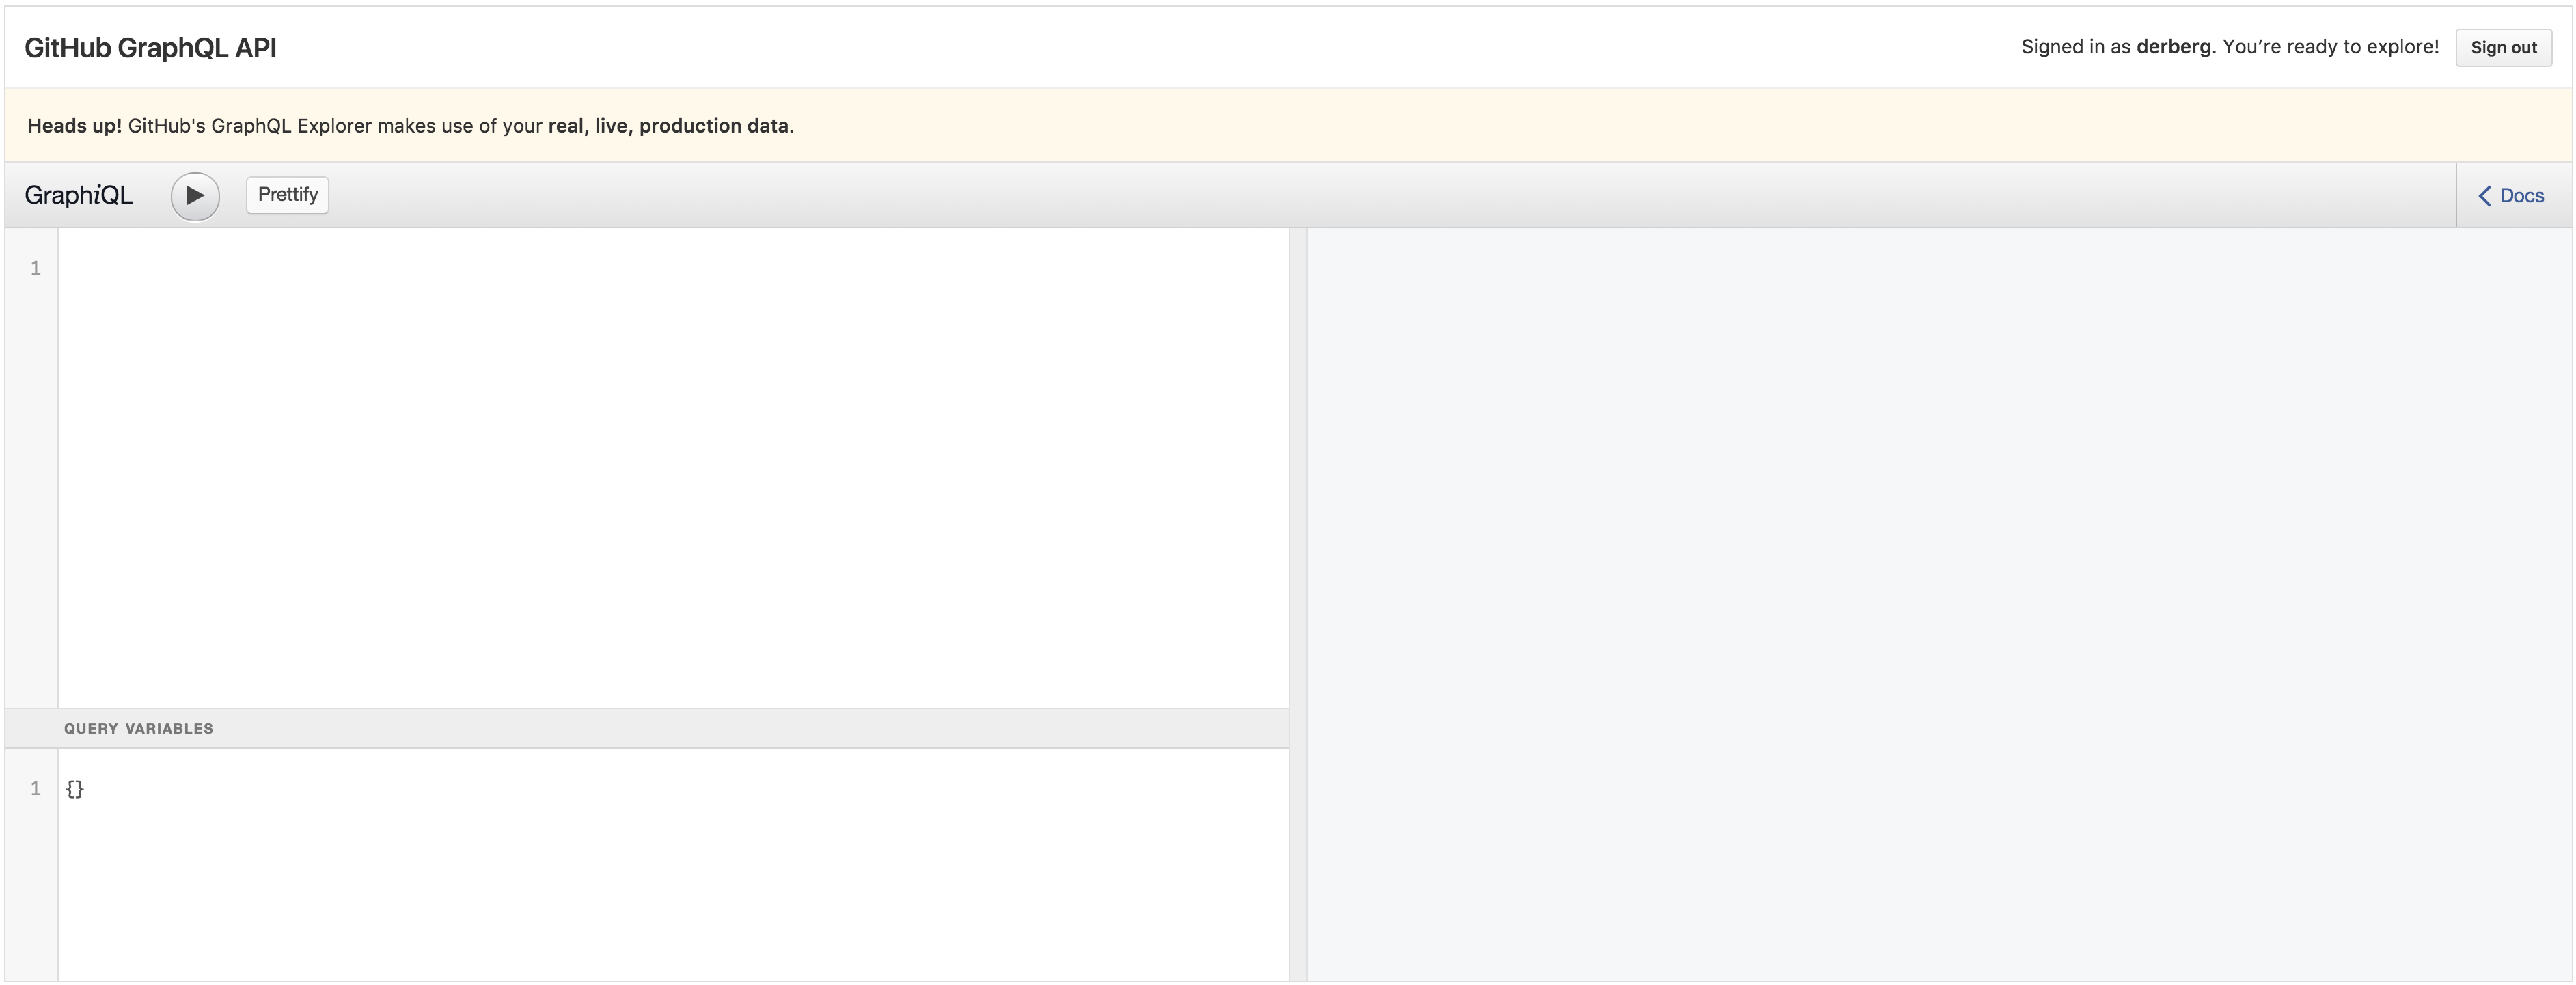 GitHub GraphQL API
Signed in as derberg. You’re ready to explore!
Sign out
Heads up! GitHub's GraphQL Explorer makes use of your real, live, production data.
GraphiQL
Prettify
Docs
1
QUERY VARIABLES
1
{}